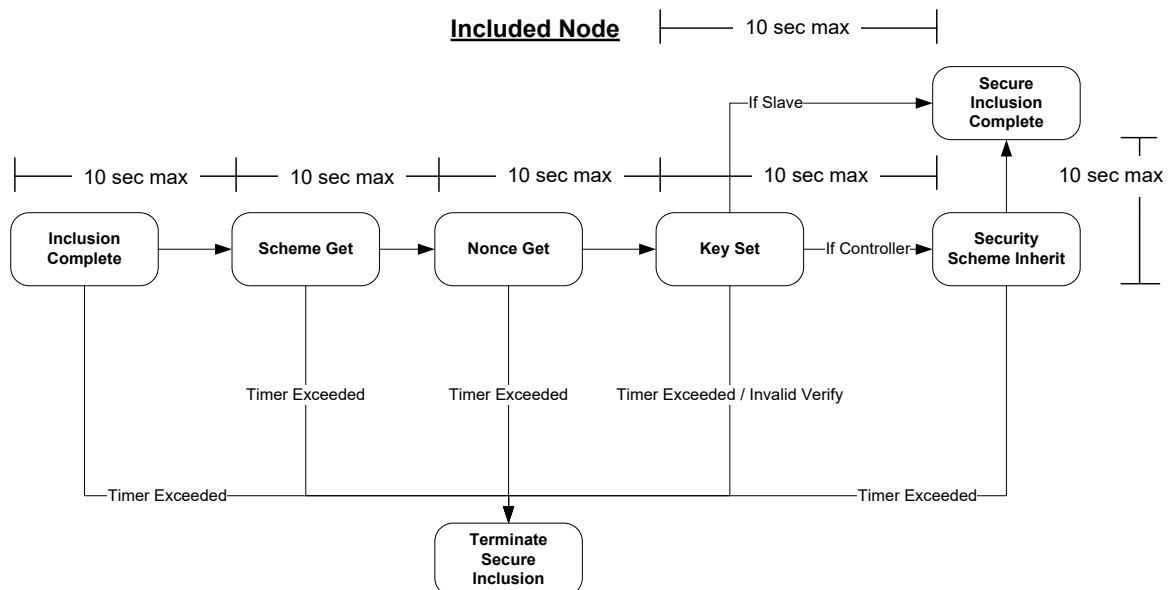 Included Node
10 sec max
If Slave
Secure
Inclusion
Complete
10 sec max
10 sec max
10 sec max
10 sec max
10 sec max
Inclusion
Complete
Scheme Get
Nonce Get
Key Set
If Controller
Security
Scheme Inherit
Timer Exceeded
Timer Exceeded
Timer Exceeded / Invalid Verify
Timer Exceeded
Timer Exceeded
Terminate
Secure
Inclusion